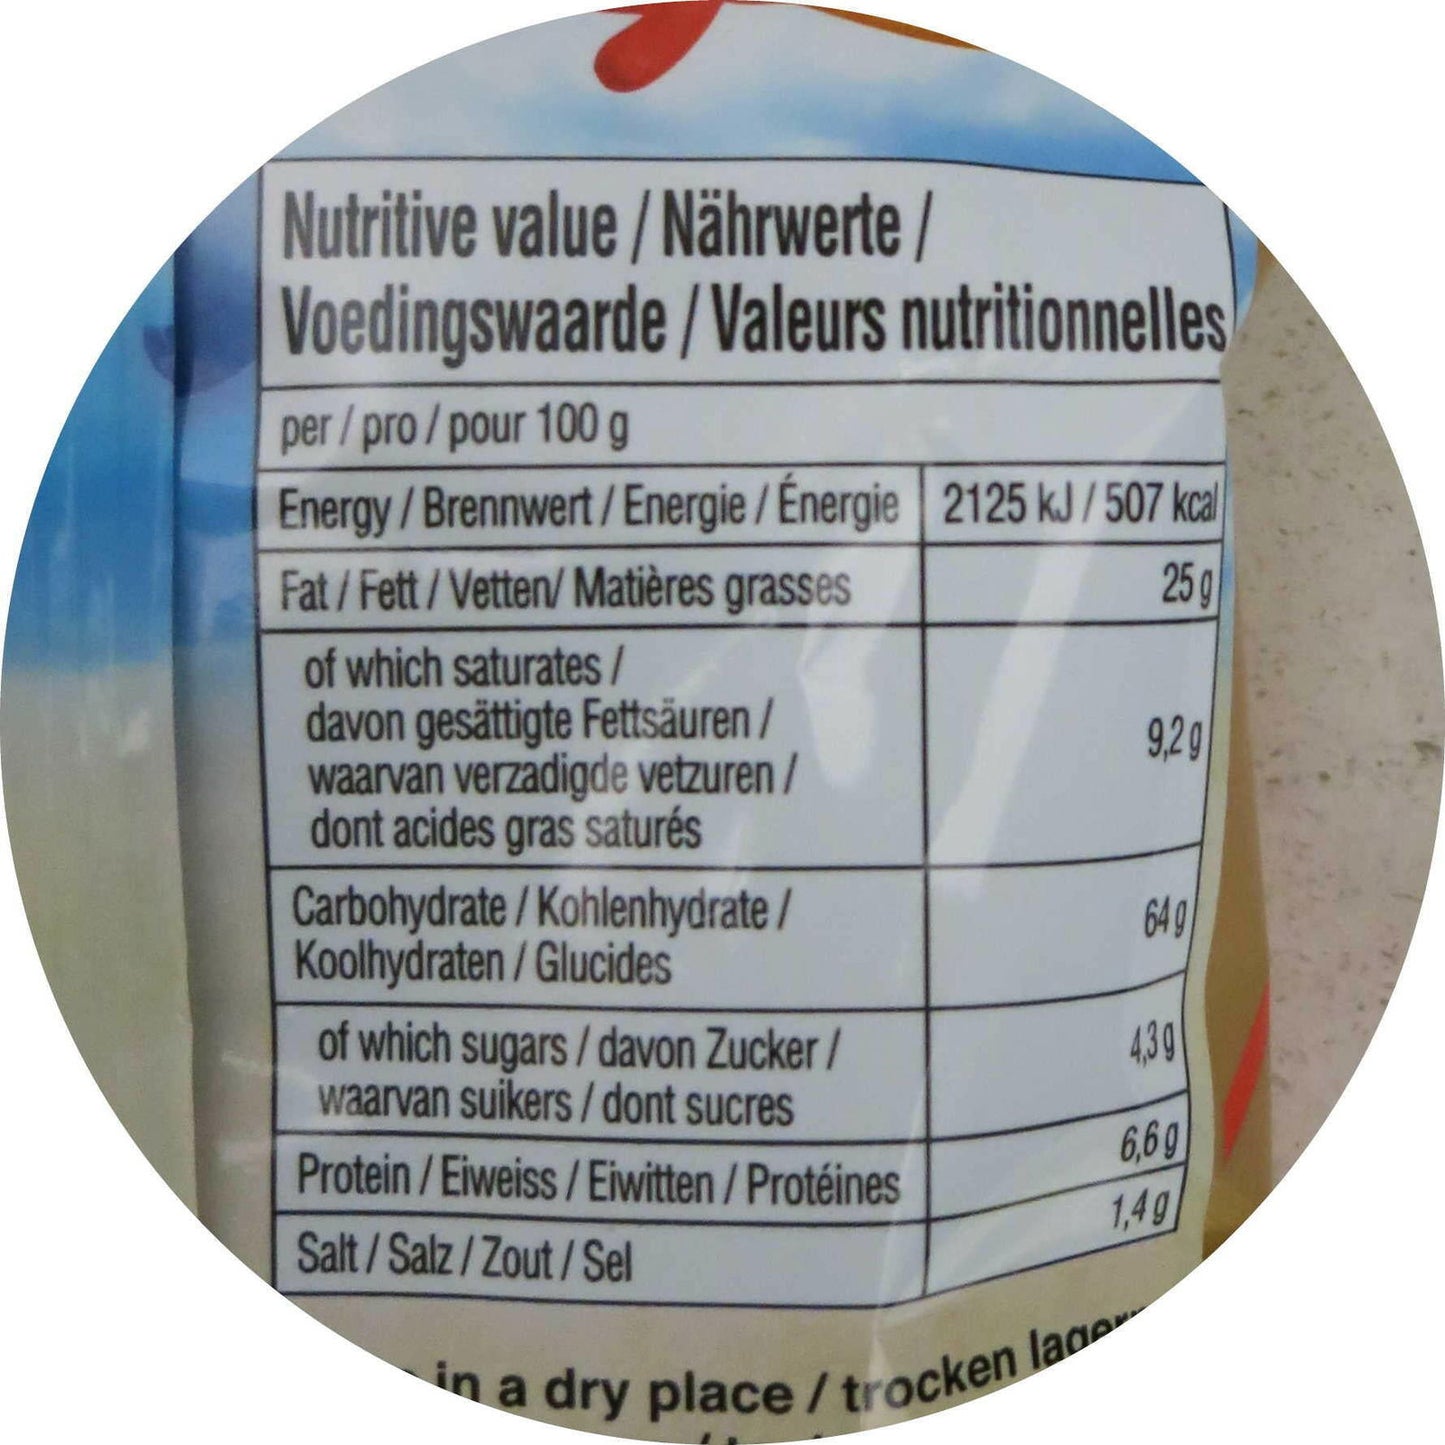 Nutritive value / Nährwerte /
Voedingswaarde / Valeurs nutritionnelles
per / pro / pour 100 g
Energy / Brennwert / Energie / Énergie 2125 kJ / 507 kcal
Fat / Fett / Vetten/ Matières grasses 25 g
of which saturates /
davon gesättigte Fettsäuren /
waarvan verzadigde vetzuren /
dont acides gras saturés 9,2 g
Carbohydrate / Kohlenhydrate /
Koolhydraten / Glucides 64 g
of which sugars / davon Zucker /
waarvan suikers / dont sucres 4,3 g
Protein / Eiweiss / Eiwitten / Protéines 6,6 g
Salt / Salz / Zout / Sel 1,4 g
in a dry place / trocken